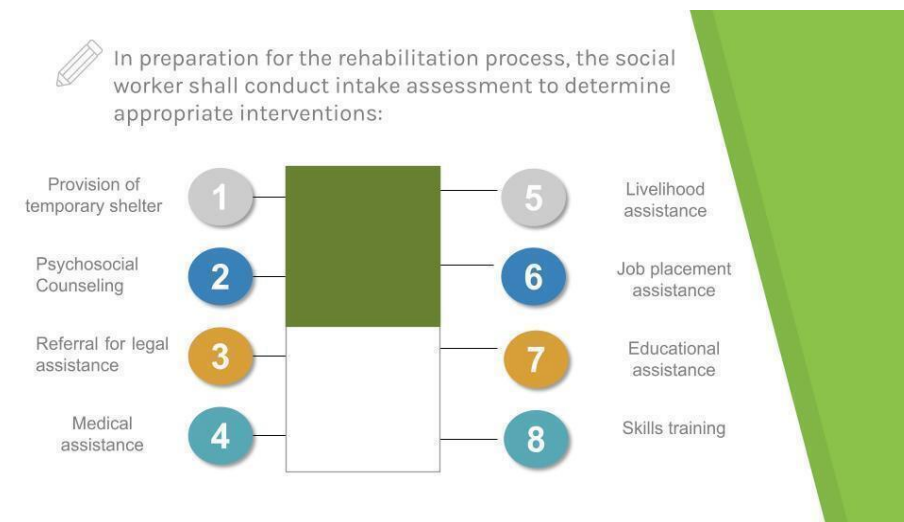 In preparation for the rehabilitation process, the social
worker shall conduct intake assessment to determine
appropriate interventions:
Provision of
temporary shelter
1
Psychosocial
Counseling
2
Referral for legal
assistance
3
Medical
assistance
4
5
Livelihood
assistance
6
Job placement
assistance
7
Educational
assistance
8
Skills training